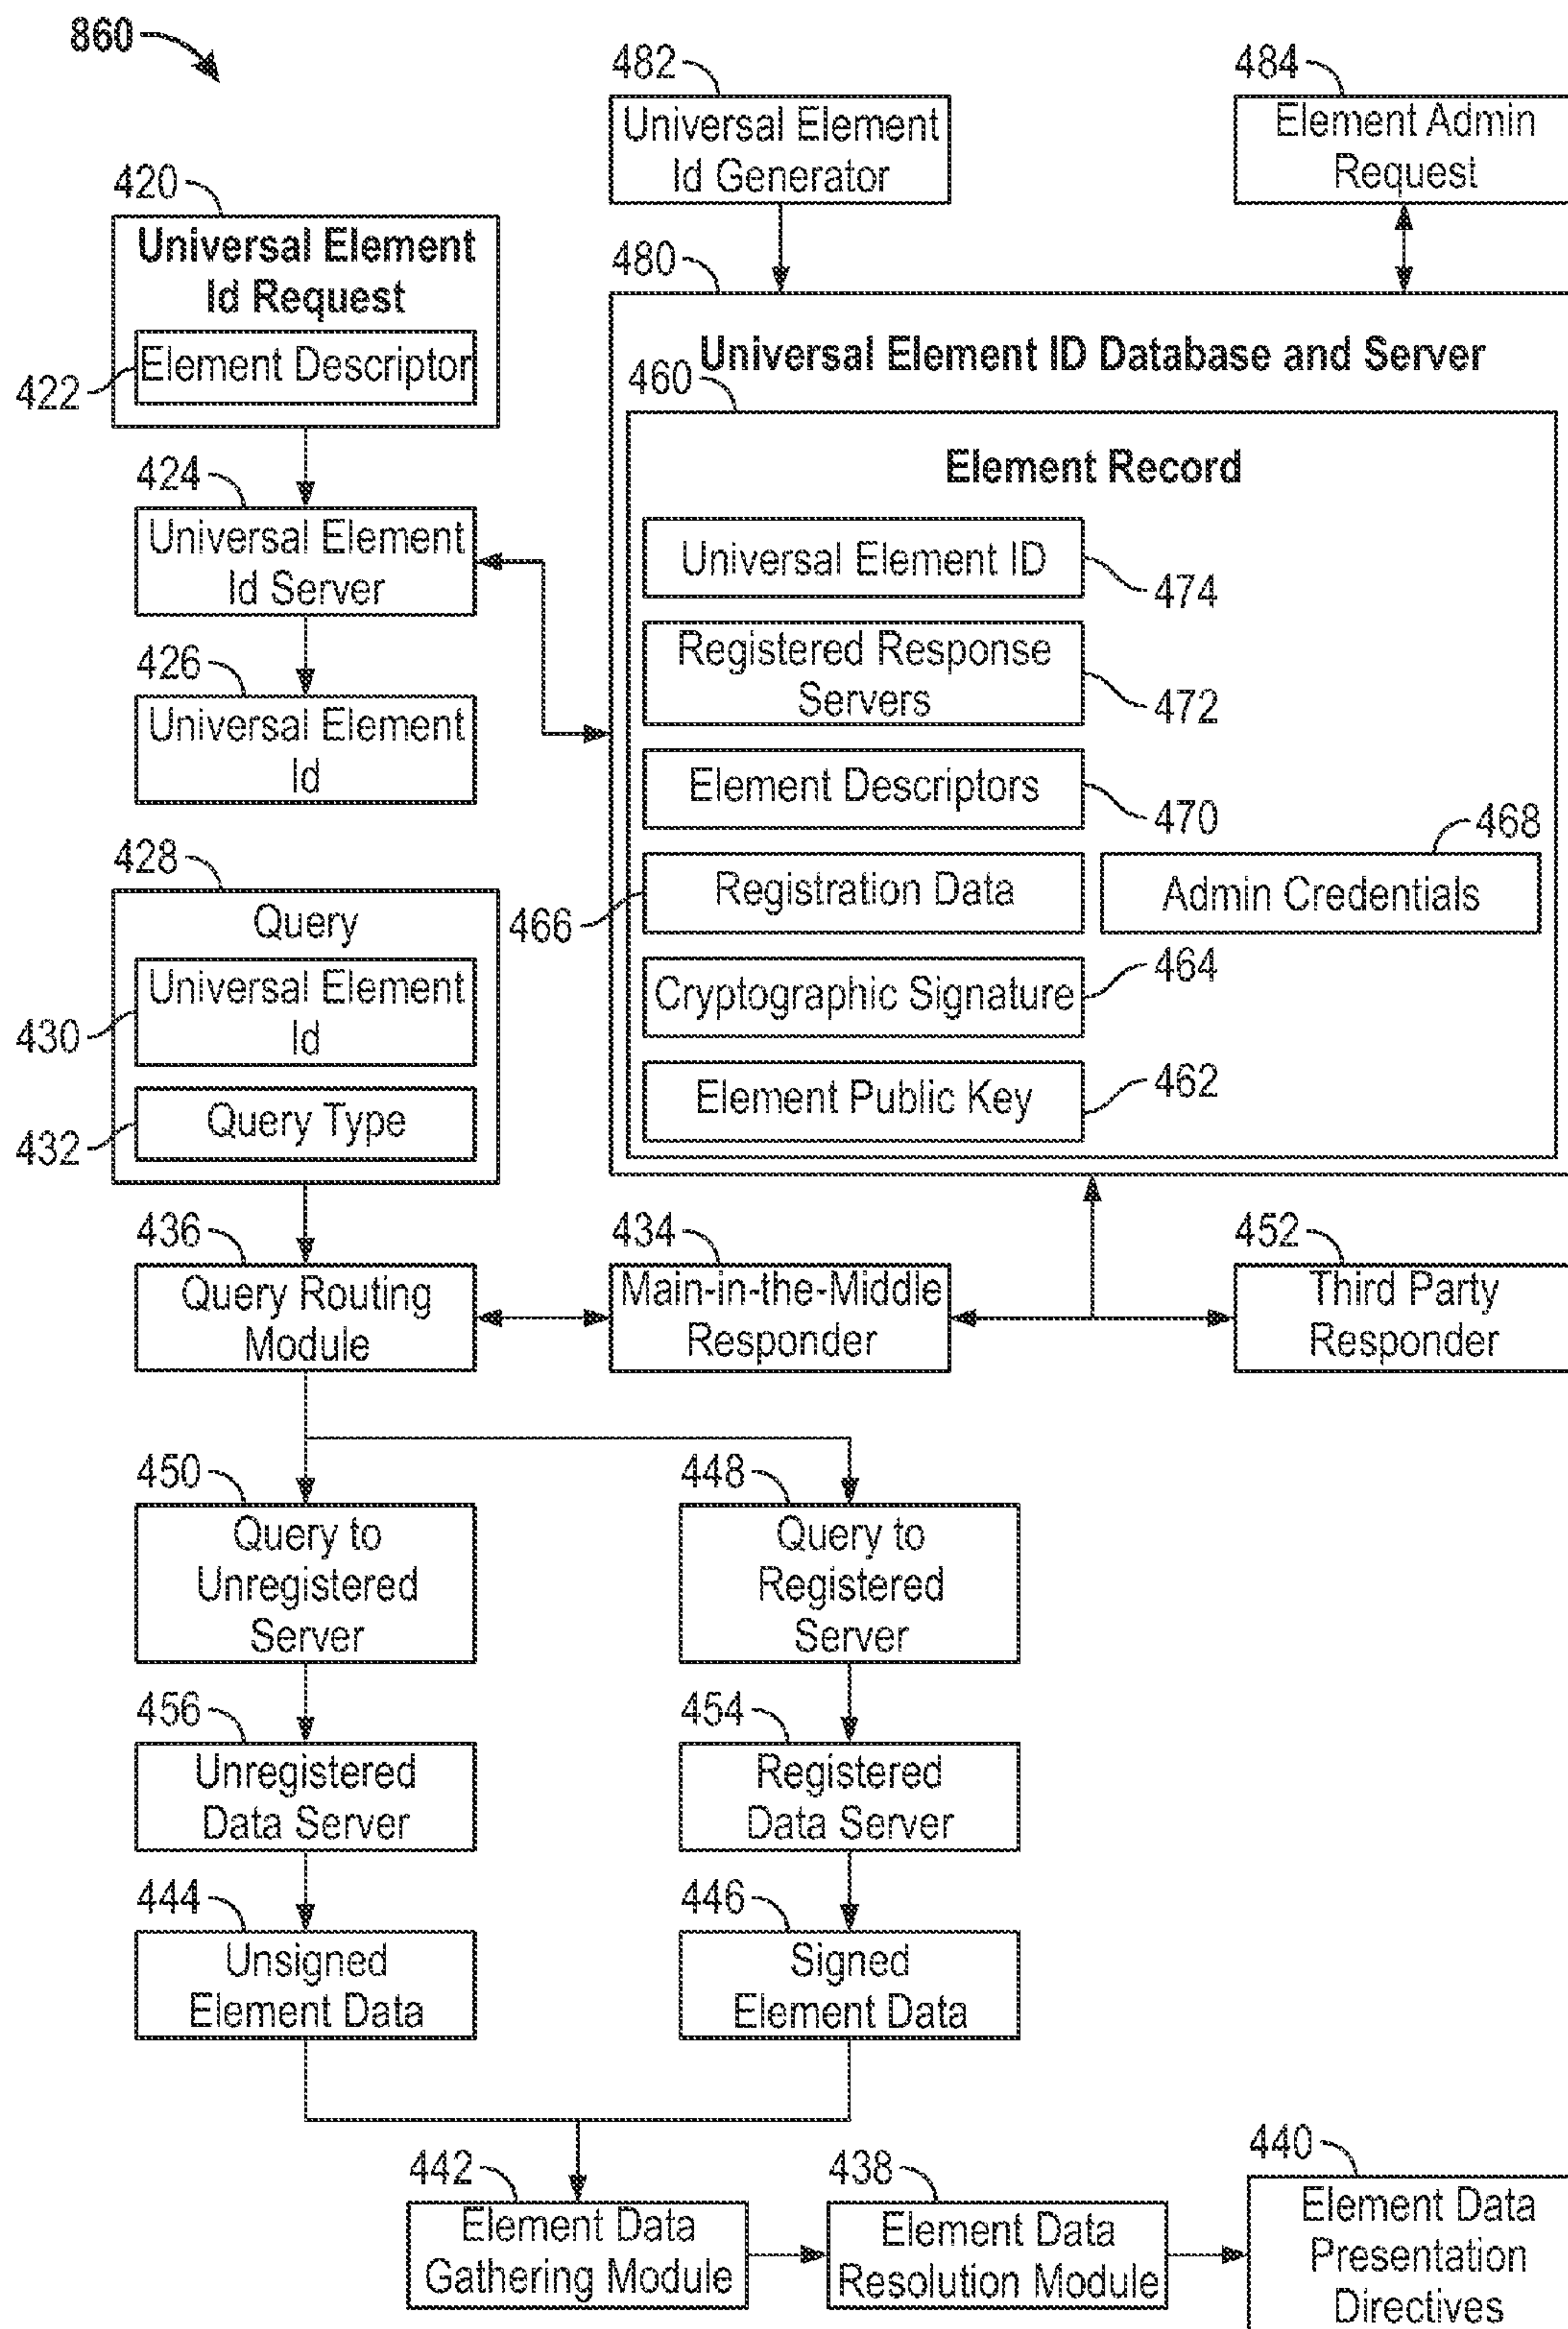 860
482
Universal Element
Id Generator
484
Element Admin
Request
420
Universal Element
Id Request
Element Descriptor
422
480
Universal Element ID Database and Server
460
Element Record
424
Universal Element
Id Server
426
Universal Element
Id
Universal Element ID
474
Registered Response
Servers
472
Element Descriptors
470
468
Registration Data
466
Admin Credentials
Cryptographic Signature
464
Element Public Key
462
428
Query
Universal Element
Id
430
Query Type
432
436
Query Routing
Module
434
Main-in-the-Middle
Responder
452
Third Party
Responder
450
Query to
Unregistered
Server
448
Query to
Registered
Server
456
Unregistered
Data Server
454
Registered
Data Server
444
Unsigned
Element Data
446
Signed
Element Data
442
Element Data
Gathering Module
438
Element Data
Resolution Module
440
Element Data
Presentation
Directives